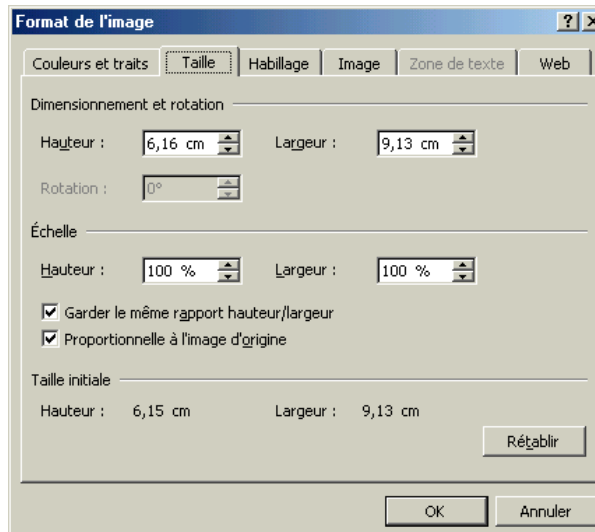 Format de l'image
Couleurs et traits Taille Habillage Image Zone de texte Web
Dimensionnement et rotation
Hauteur : 6,16 cm Largeur : 9,13 cm
Rotation : 0°
Échelle
Hauteur : 100 % Largeur : 100 %
Garder le même rapport hauteur/largeur
Proportionnelle à l'image d'origine
Taille initiale
Hauteur : 6,15 cm Largeur : 9,13 cm
Rétablir
OK Annuler